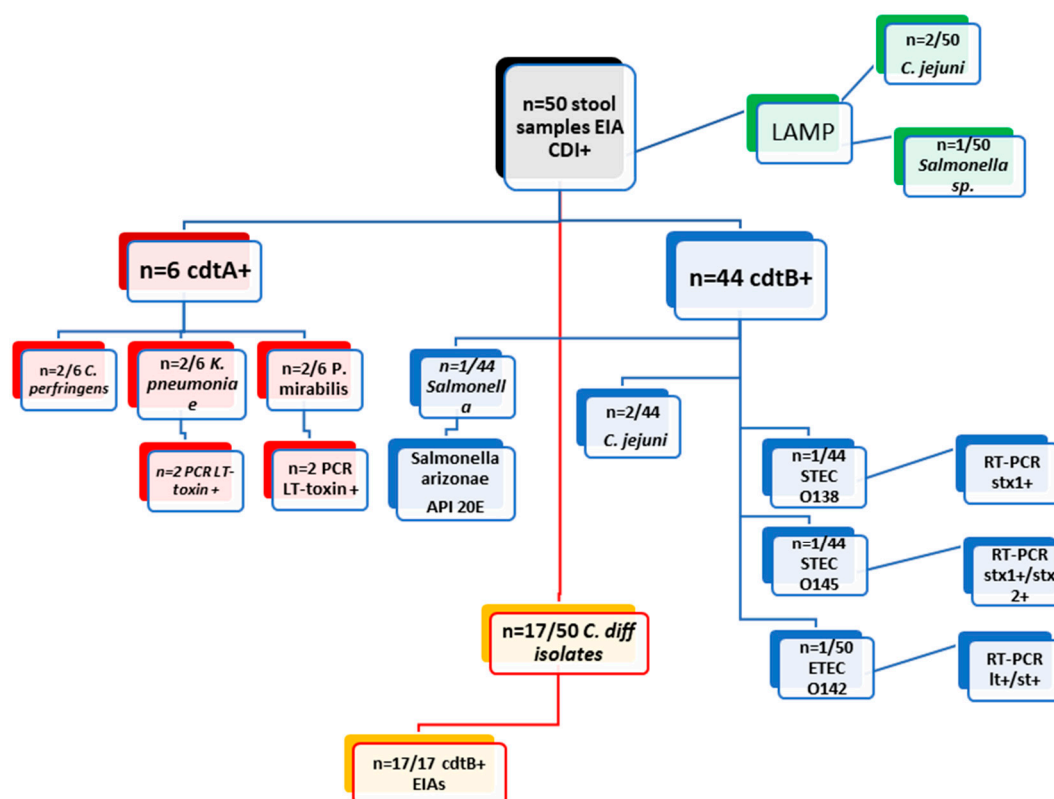 n=50 stool
samples EIA
CDI+
LAMP
n=2/50
C. jejuni
n=1/50
Salmonella
sp.
n=6 cdtA+
n=44 cdtB+
n=2/6 C.
perfringens
n=2/6 K.
pneumonia
e
n=2/6 P.
mirabilis
n=2 PCR LT-
toxin +
n=2 PCR
LT-toxin +
n=1/44
Salmonell
a
Salmonella
arizonae
API 20E
n=2/44
C. jejuni
n=1/44
STEC
O138
RT-PCR
stx1+
n=1/44
STEC
O145
RT-PCR
stx1+/stx
2+
n=1/50
ETEC
O142
RT-PCR
lt+/st+
n=17/50 C. diff
isolates
n=17/17 cdtB+
EIAs